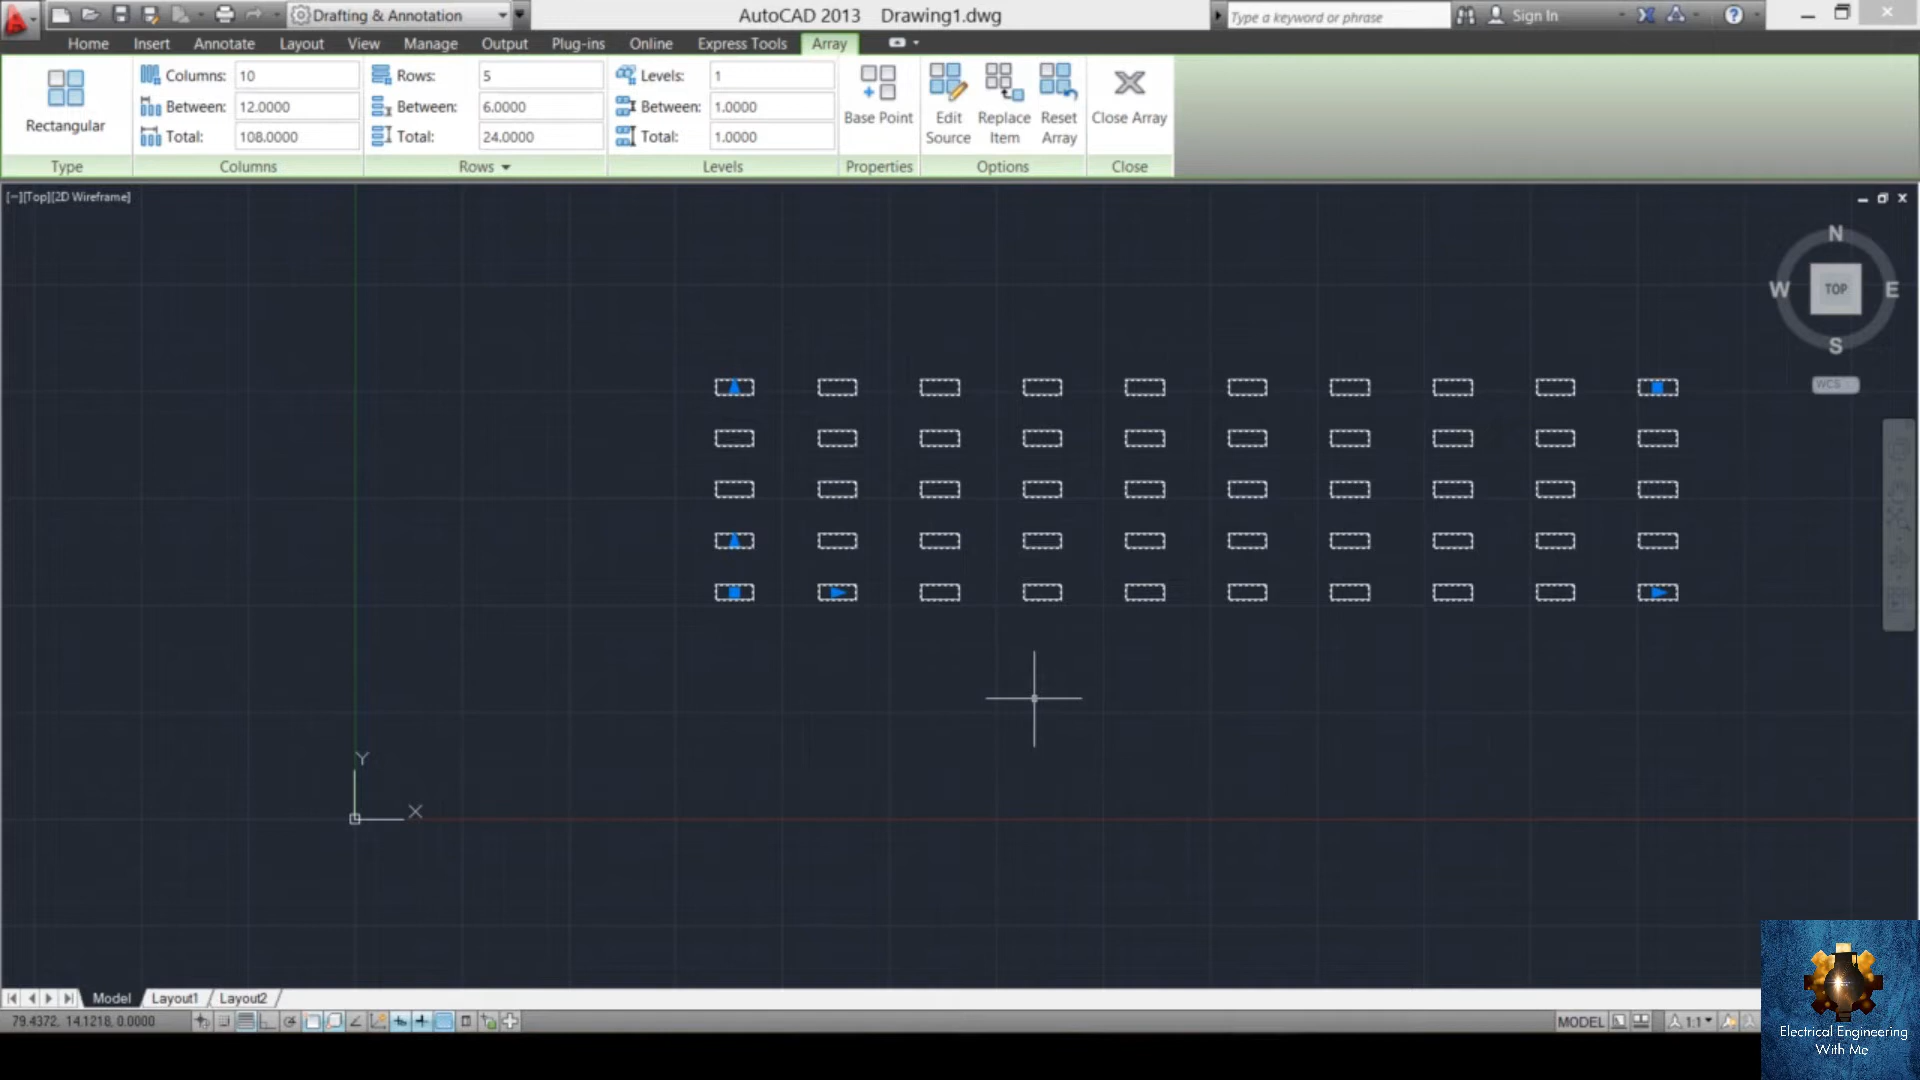 Drafting & Annotation
AutoCAD 2013 Drawing1.dwg
Type a keyword or phrase
Sign In
?
Home Insert Annotate Layout View Manage Output Plug-ins Online Express Tools Array
Columns: 10 Rows: 5 Levels: 1
Between: 12.0000 Between: 6.0000 Between: 1.0000
Total: 108.0000 Total: 24.0000 Total: 1.0000
Rectangular
Base Point
Edit Source
Replace Item
Reset Array
Close Array
Type Columns Rows Levels Properties Options Close
[−][Top][2D Wireframe]
N
W TOP E
S
WCS
Y
X
Model Layout1 Layout2
79.4372, 14.1218, 0.0000
MODEL
1:1
Electrical Engineering
With Me